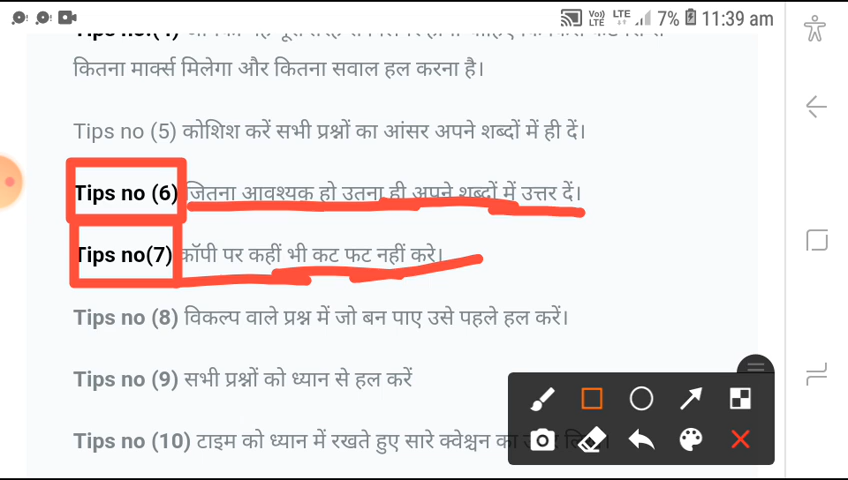 Vo)) LTE LTE 7% 11:39 am
कितना मार्क्स मिलेगा और कितना सवाल हल करना है।
Tips no (5) कोशिश करें सभी प्रश्नों का आंसर अपने शब्दों में ही दें।
Tips no (6) जितना आवश्यक हो उतना ही अपने शब्दों में उत्तर दें।
Tips no(7) कॉपी पर कहीं भी कट फट नहीं करे।
Tips no (8) विकल्प वाले प्रश्न में जो बन पाए उसे पहले हल करें।
Tips no (9) सभी प्रश्नों को ध्यान से हल करें
Tips no (10) टाइम को ध्यान में रखते हुए सारे क्वेश्चन का